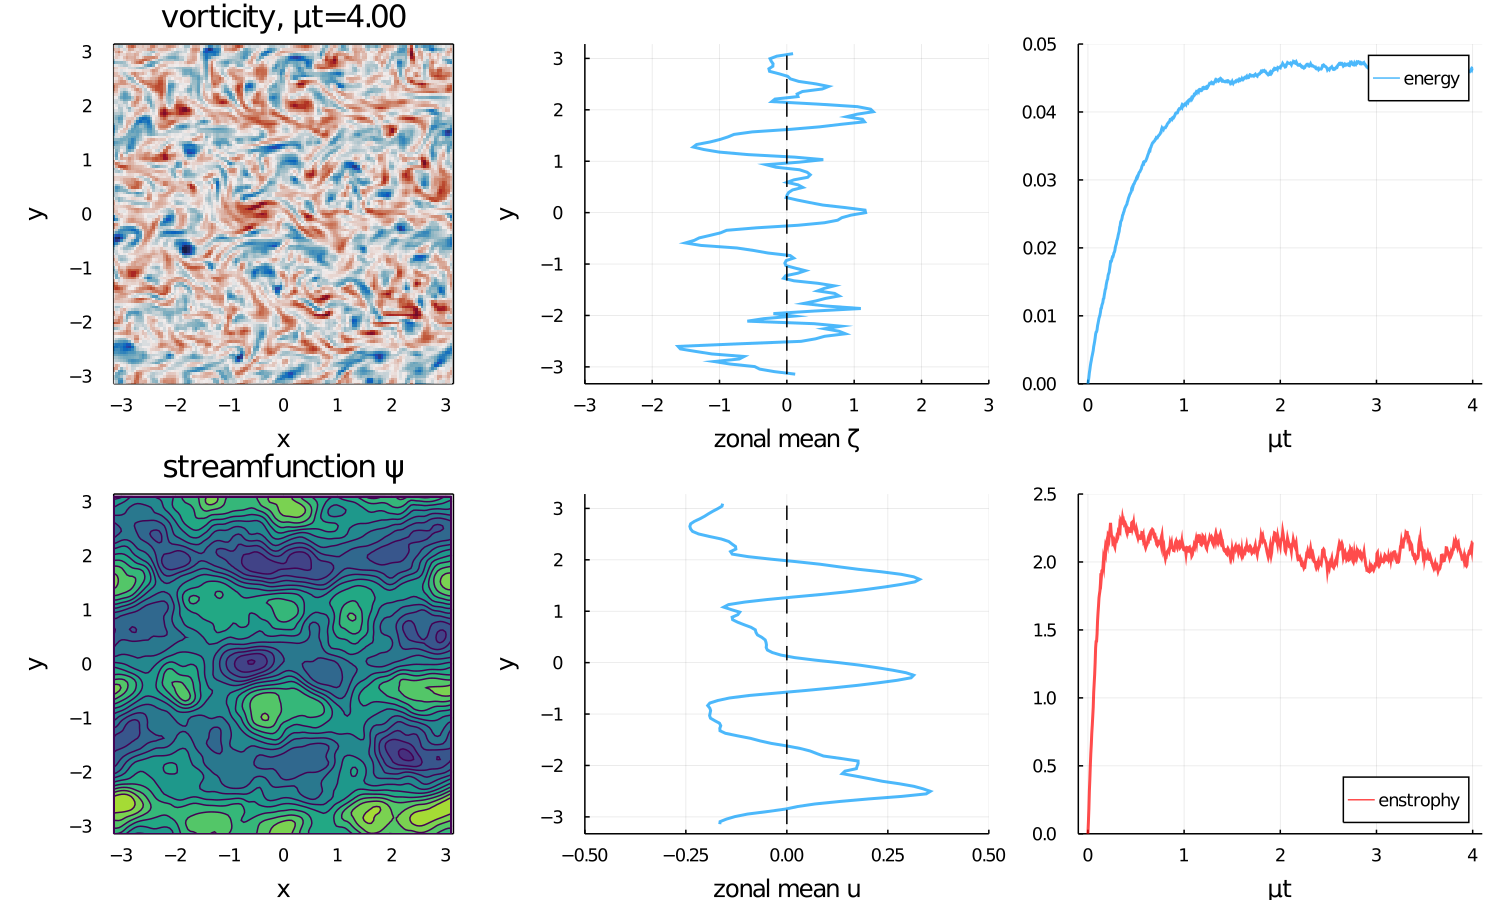 vorticity, μt=4.00
3
2
1
0
−1
−2
−3
y
−3 −2 −1 0 1 2 3
x
3
2
1
0
−1
−2
−3
y
−3 −2 −1 0 1 2 3
zonal mean ζ
0.05
0.04
0.03
0.02
0.01
0.00
energy
0 1 2 3 4
μt
streamfunction ψ
3
2
1
0
−1
−2
−3
y
−3 −2 −1 0 1 2 3
x
3
2
1
0
−1
−2
−3
y
−0.50 −0.25 0.00 0.25 0.50
zonal mean u
2.5
2.0
1.5
1.0
0.5
0.0
enstrophy
0 1 2 3 4
μt